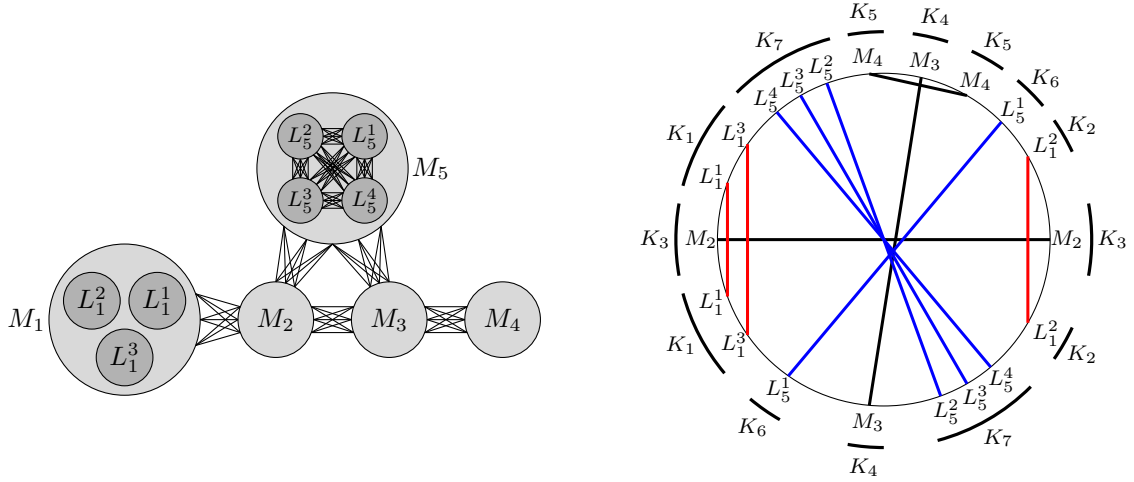 L_5^2 L_5^1
L_5^3 L_5^4
M_5
M_1
L_1^2 L_1^1
L_1^3
M_2 M_3 M_4
K_5 K_4
K_7 K_5
M_4 M_3
M_4
K_6
L_5^4 L_5^3 L_5^2
L_5^1
K_2
K_1 L_1^3
L_1^2
L_1^1
K_3 M_2 M_2 K_3
L_1^1
K_1 L_1^3
L_1^2 K_2
L_5^1
L_5^2 L_5^3 L_5^4
K_6 M_3 K_7
K_4